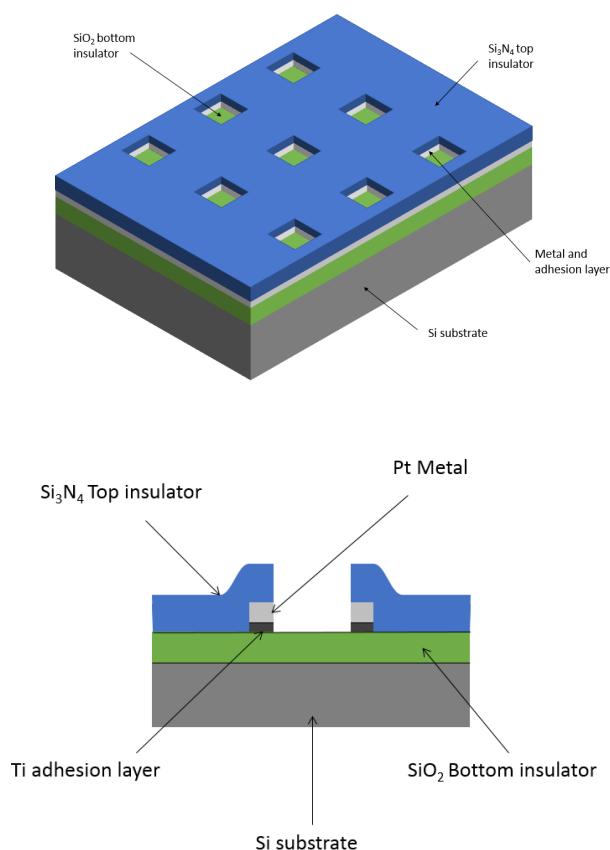 SiO₂ bottom
insulator
Si₃N₄ top
insulator
Metal and
adhesion layer
Si substrate
Pt Metal
Si₃N₄ Top insulator
Ti adhesion layer
SiO₂ Bottom insulator
Si substrate